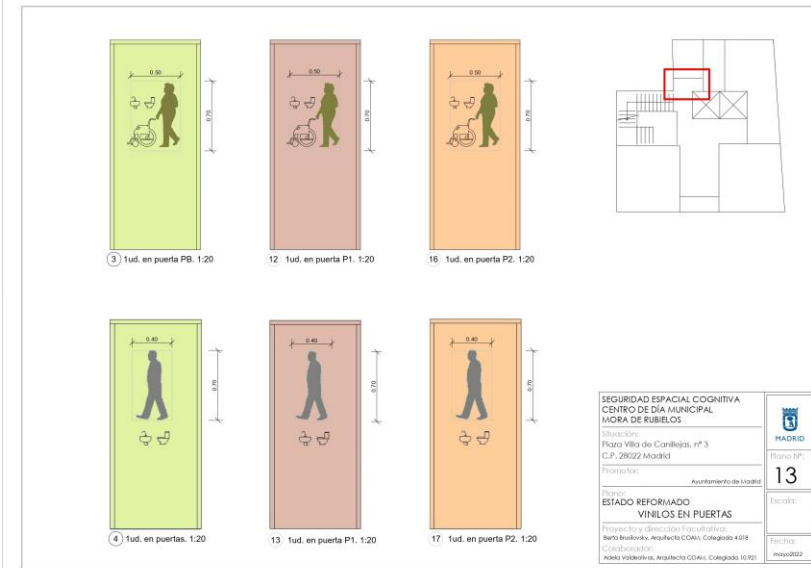 0.50
0.70
0.50
0.70
0.50
0.70
3 1ud. en puerta PB. 1:20
12 1ud. en puerta P1. 1:20
16 1ud. en puerta P2. 1:20
0.40
0.70
0.40
0.70
0.40
0.70
4 1ud. en puertas. 1:20
13 1ud. en puerta P1. 1:20
17 1ud. en puerta P2. 1:20
SEGURIDAD ESPACIAL COGNITIVA
CENTRO DE DÍA MUNICIPAL
MORA DE RUBIELOS
MADRID
Situación:
Plaza Villa de Canillejas, nº 3
C.P. 28022 Madrid
Plano Nº:
13
Promotor:
Ayuntamiento de Madrid
Plano:
ESTADO REFORMADO
VINILOS EN PUERTAS
Escala:
Proyecto y dirección Facultativa:
Berta Brusilovsky, Arquitecta COAM, Colegiada 4.018
Colaborador:
Adela Valdeolivas, Arquitecta COAM, Colegiada 10.921
Fecha:
mayo2022